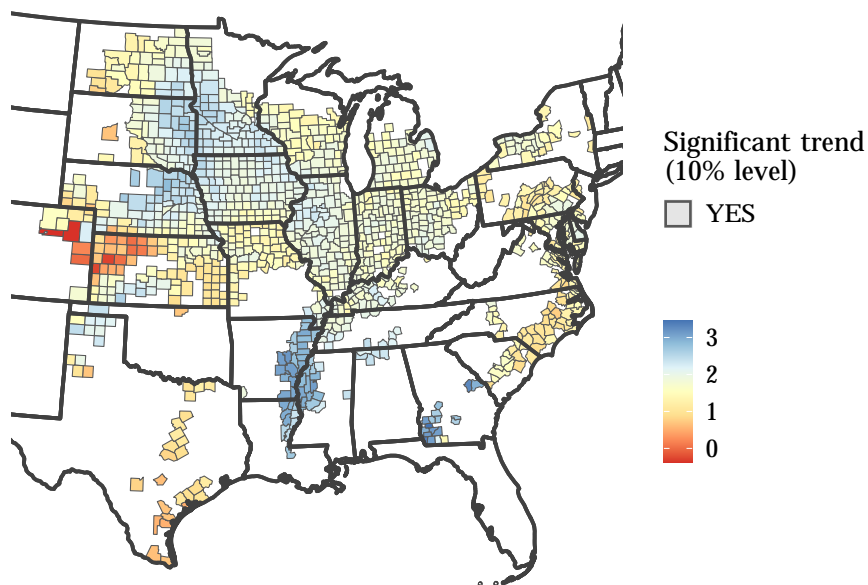 Significant trend
(10% level)
YES
3
2
1
0